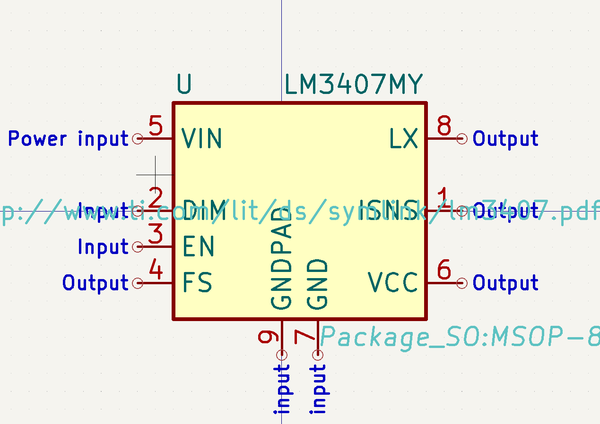 U LM3407MY
Power input 5 VIN LX 8 Output
p://www.ti.com/lit/ds/symlink/lm3407.pdf
Input 2 DIM ISNS 1 Output
Input 3 EN
Output 4 FS VCC 6 Output
GNDPAD GND
9 7
Package_SO:MSOP-8
input input